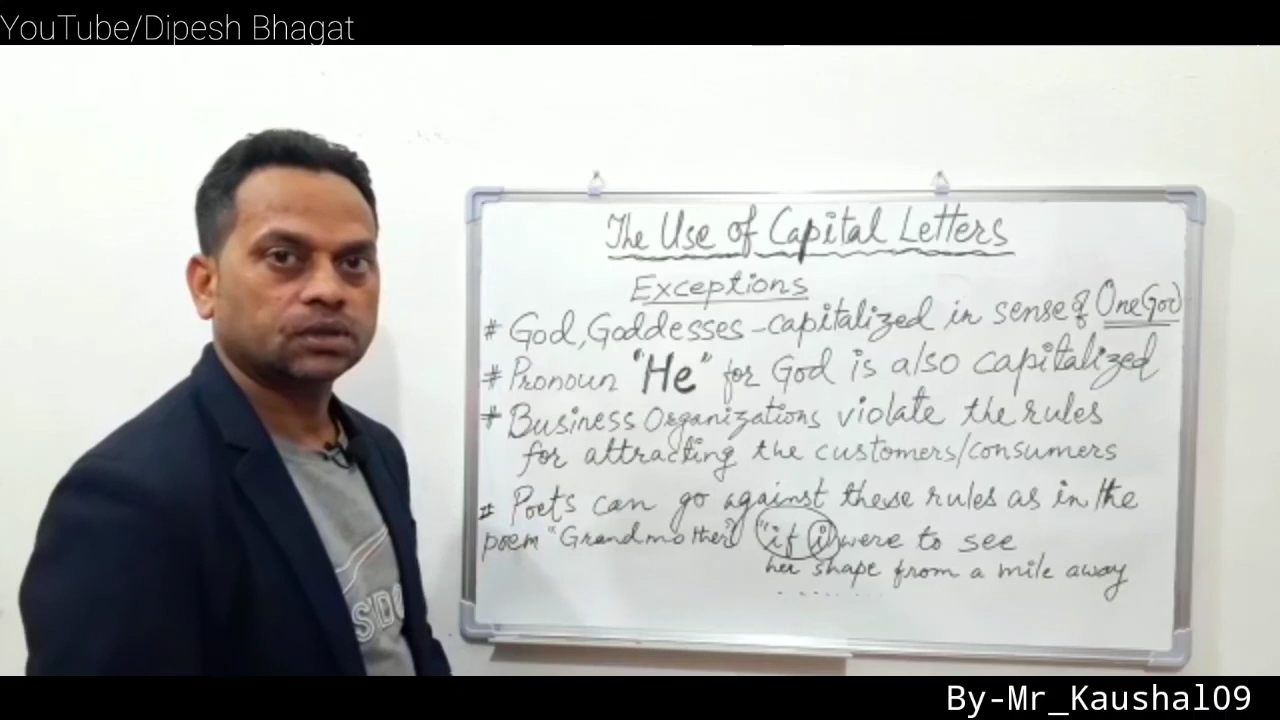 YouTube/Dipesh Bhagat
The Use of Capital Letters
Exceptions
# God, Goddesses - capitalized in sense of One God
# Pronoun "He" for God is also capitalized
# Business Organizations violate the rules
for attracting the customers/consumers
# Poets can go against these rules as in the
poem "Grandmother" "if i were to see
her shape from a mile away
By-Mr_Kaushal09